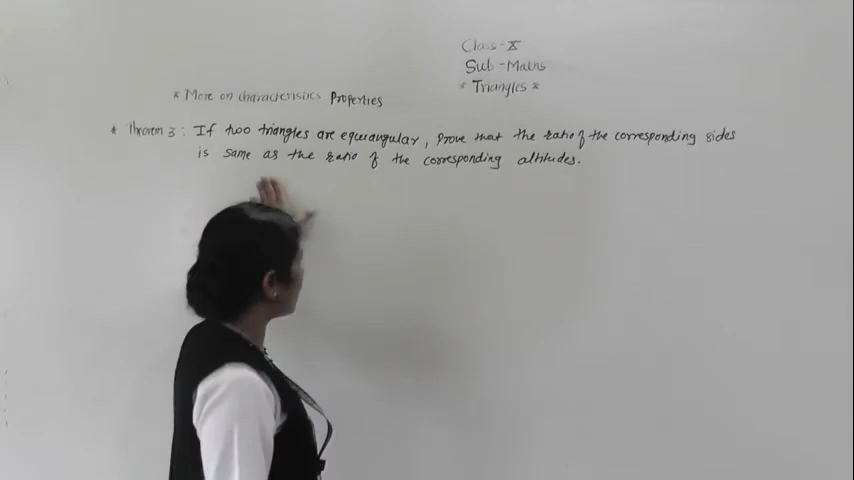 Class-X
Sub-Maths
* Triangles *
* More on characteristics Properties
* Theorem 3: If two triangles are equiangular, Prove that the ratio of the corresponding sides
is same as the ratio of the corresponding altitudes.